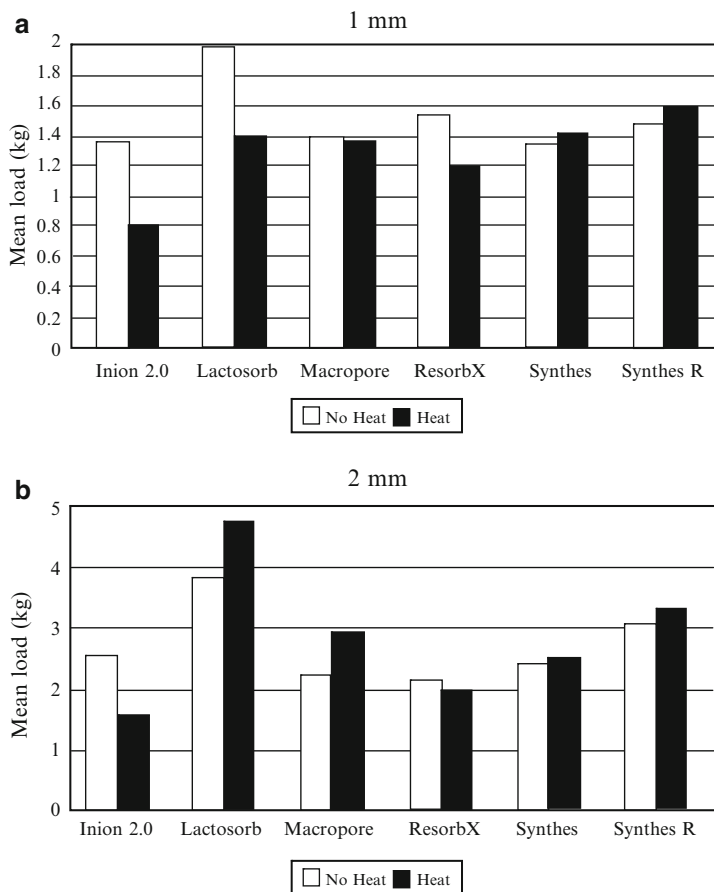 a
1 mm
Mean load (kg)
2
1.8
1.6
1.4
1.2
1
0.8
0.6
0.4
0.2
0
Inion 2.0 Lactosorb Macropore ResorbX Synthes Synthes R
No Heat Heat
b
2 mm
Mean load (kg)
5
4
3
2
1
0
Inion 2.0 Lactosorb Macropore ResorbX Synthes Synthes R
No Heat Heat